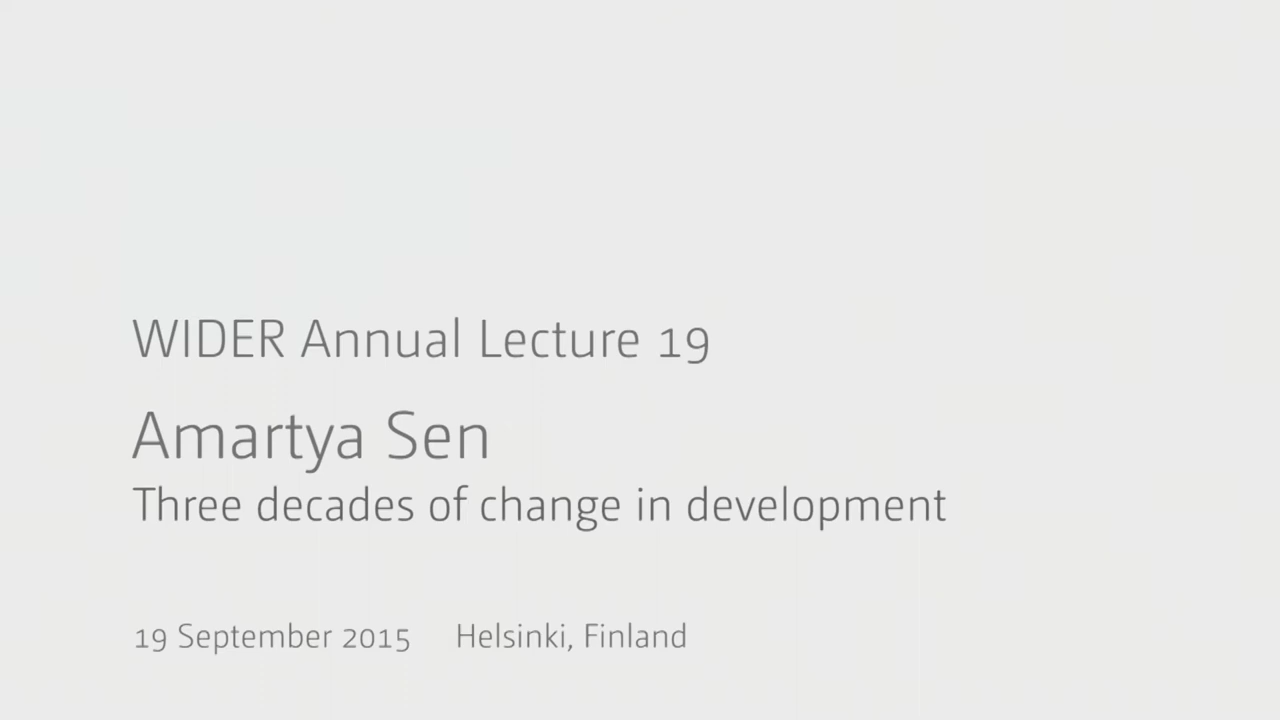 WIDER Annual Lecture 19
Amartya Sen
Three decades of change in development
19 September 2015 Helsinki, Finland